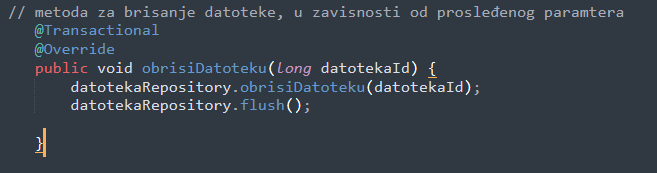 // metoda za brisanje datoteke, u zavisnosti od prosleđenog paramtera
@Transactional
@Override
public void obrisiDatoteku(long datotekaId) {
datotekaRepository.obrisiDatoteku(datotekaId);
datotekaRepository.flush();
}